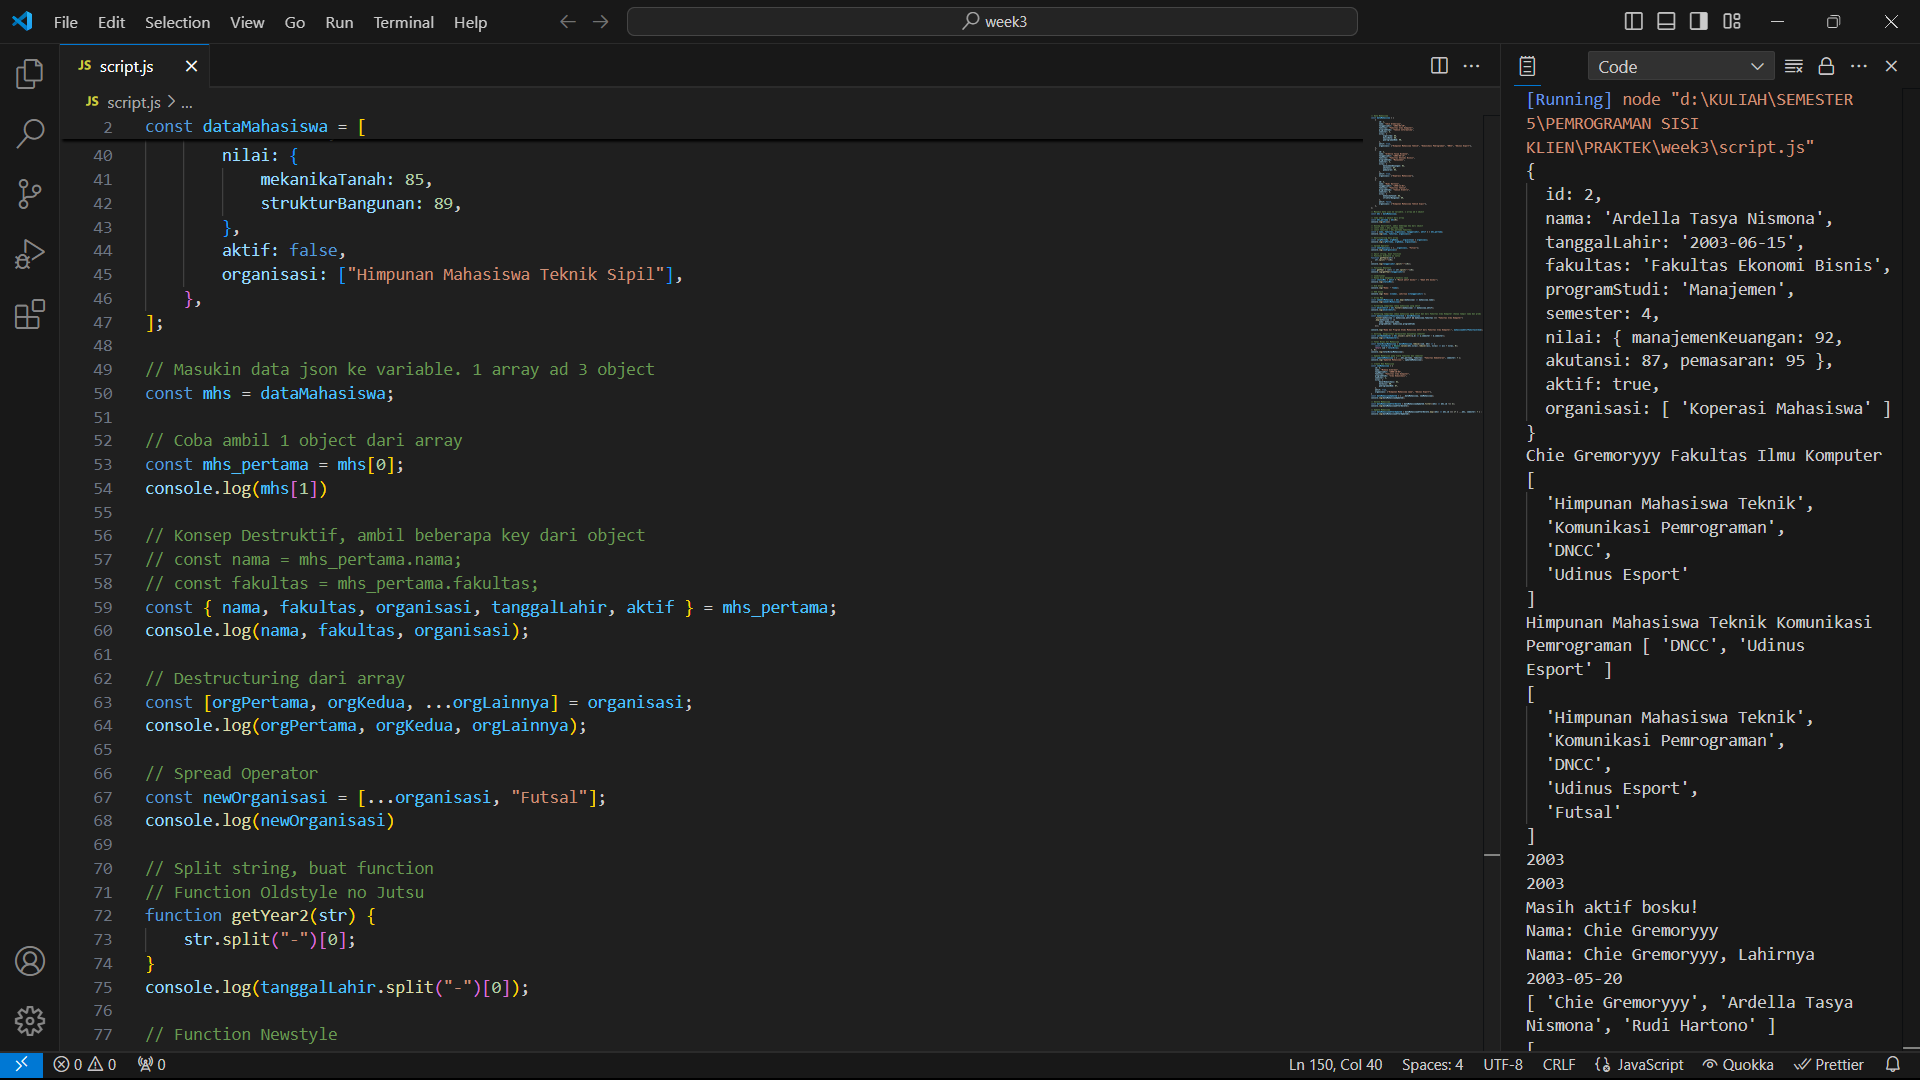 File Edit Selection View Go Run Terminal Help
week3
JS script.js
Code
JS script.js > ...
2 const dataMahasiswa = [
40 nilai: {
41 mekanikaTanah: 85,
42 strukturBangunan: 89,
43 },
44 aktif: false,
45 organisasi: ["Himpunan Mahasiswa Teknik Sipil"],
46 },
47 ];
48
49 // Masukin data json ke variable. 1 array ad 3 object
50 const mhs = dataMahasiswa;
51
52 // Coba ambil 1 object dari array
53 const mhs_pertama = mhs[0];
54 console.log(mhs[1])
55
56 // Konsep Destruktif, ambil beberapa key dari object
57 // const nama = mhs_pertama.nama;
58 // const fakultas = mhs_pertama.fakultas;
59 const { nama, fakultas, organisasi, tanggalLahir, aktif } = mhs_pertama;
60 console.log(nama, fakultas, organisasi);
61
62 // Destructuring dari array
63 const [orgPertama, orgKedua, ...orgLainnya] = organisasi;
64 console.log(orgPertama, orgKedua, orgLainnya);
65
66 // Spread Operator
67 const newOrganisasi = [...organisasi, "Futsal"];
68 console.log(newOrganisasi)
69
70 // Split string, buat function
71 // Function Oldstyle no Jutsu
72 function getYear2(str) {
73 str.split("-")[0];
74 }
75 console.log(tanggalLahir.split("-")[0]);
76
77 // Function Newstyle
[Running] node "d:\KULIAH\SEMESTER
5\PEMROGRAMAN SISI
KLIEN\PRAKTEK\week3\script.js"
{
id: 2,
nama: 'Ardella Tasya Nismona',
tanggalLahir: '2003-06-15',
fakultas: 'Fakultas Ekonomi Bisnis',
programStudi: 'Manajemen',
semester: 4,
nilai: { manajemenKeuangan: 92,
akutansi: 87, pemasaran: 95 },
aktif: true,
organisasi: [ 'Koperasi Mahasiswa' ]
}
Chie Gremoryyy Fakultas Ilmu Komputer
[
'Himpunan Mahasiswa Teknik',
'Komunikasi Pemrograman',
'DNCC',
'Udinus Esport'
]
Himpunan Mahasiswa Teknik Komunikasi
Pemrograman [ 'DNCC', 'Udinus
Esport' ]
[
'Himpunan Mahasiswa Teknik',
'Komunikasi Pemrograman',
'DNCC',
'Udinus Esport',
'Futsal'
]
2003
2003
Masih aktif bosku!
Nama: Chie Gremoryyy
Nama: Chie Gremoryyy, Lahirnya
2003-05-20
[ 'Chie Gremoryyy', 'Ardella Tasya
Nismona', 'Rudi Hartono' ]
[
0 0 0
Ln 150, Col 40 Spaces: 4 UTF-8 CRLF {} JavaScript Quokka Prettier